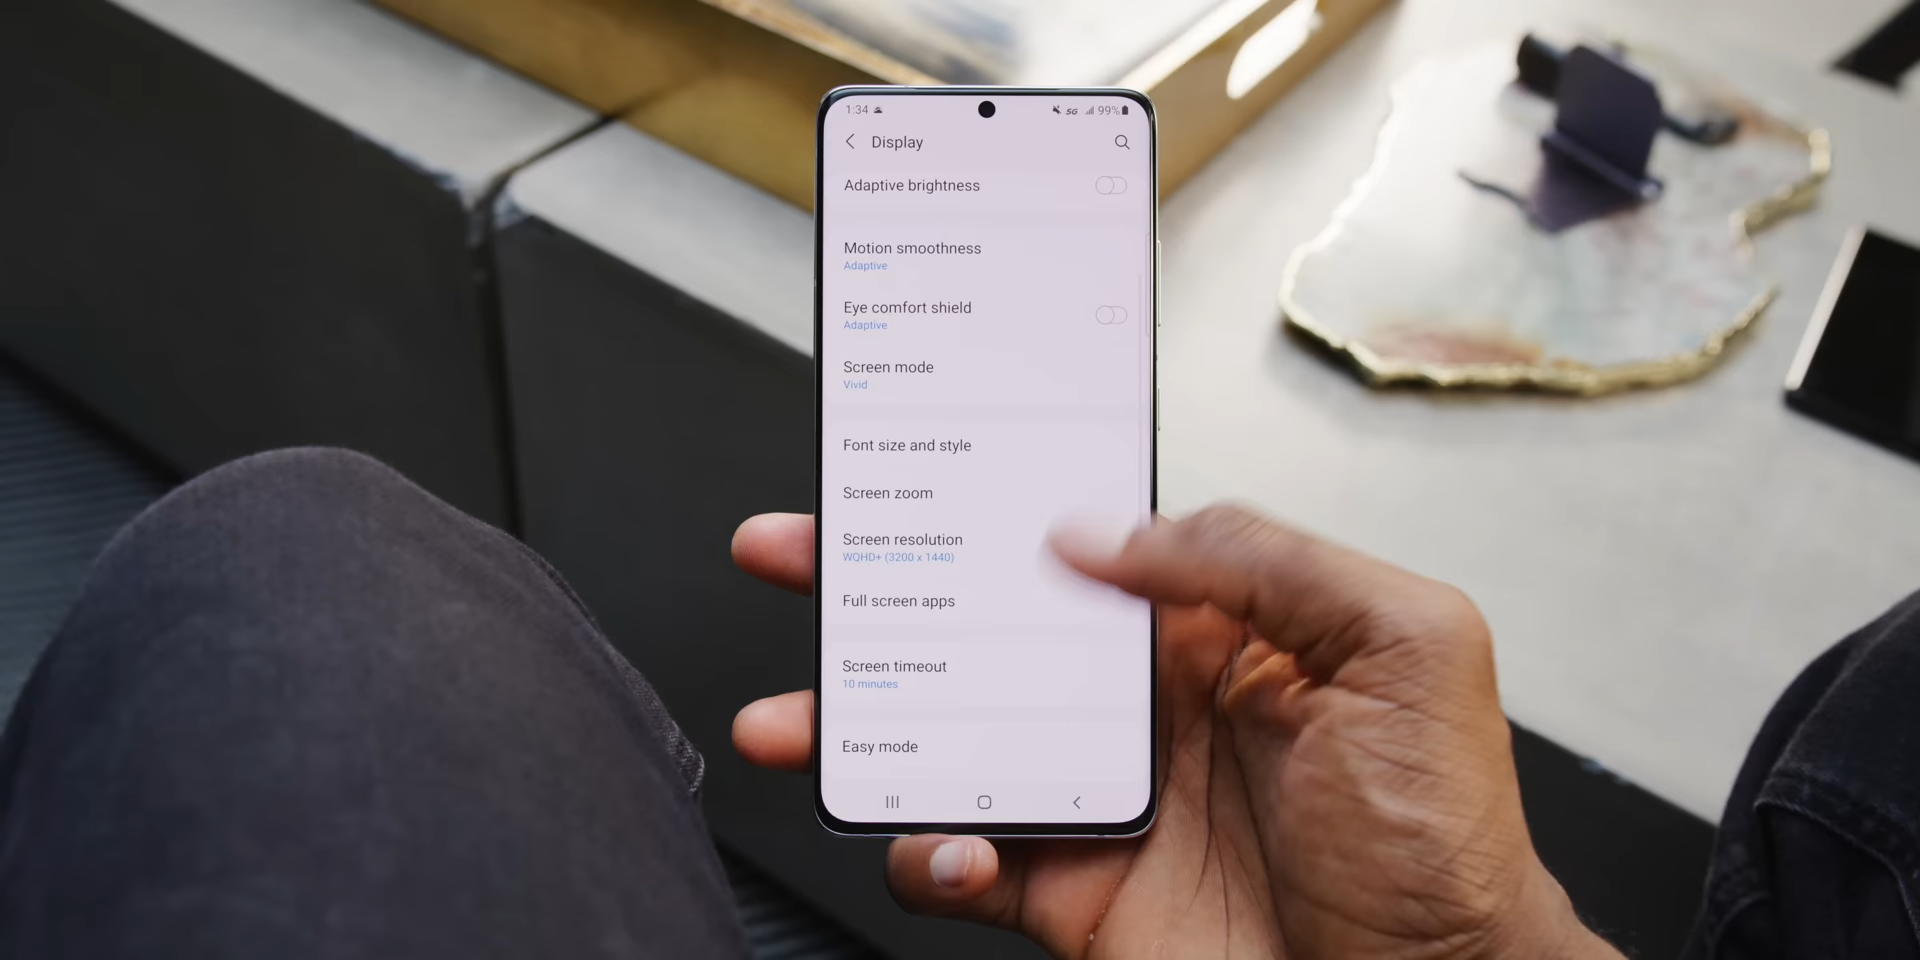 1:34 5G 99%
Display
Adaptive brightness
Motion smoothness
Adaptive
Eye comfort shield
Adaptive
Screen mode
Vivid
Font size and style
Screen zoom
Screen resolution
WQHD+ (3200 x 1440)
Full screen apps
Screen timeout
10 minutes
Easy mode